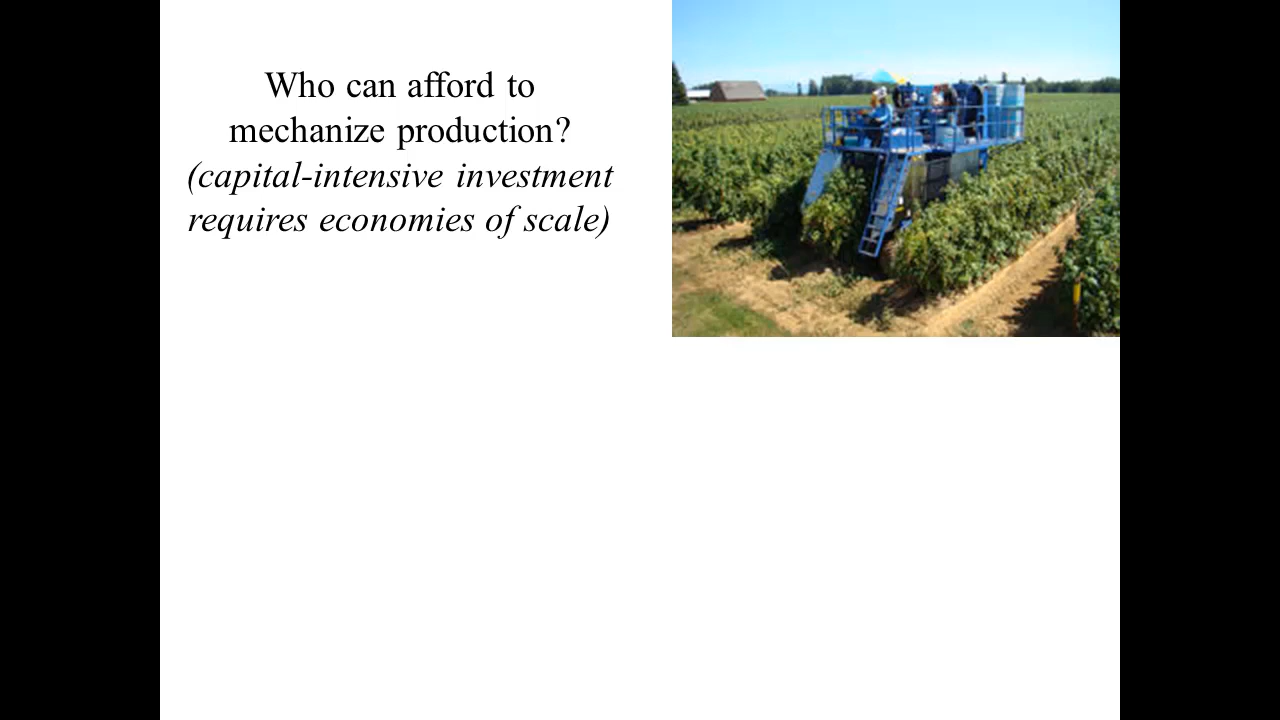 Who can afford to
mechanize production?
(capital-intensive investment
requires economies of scale)